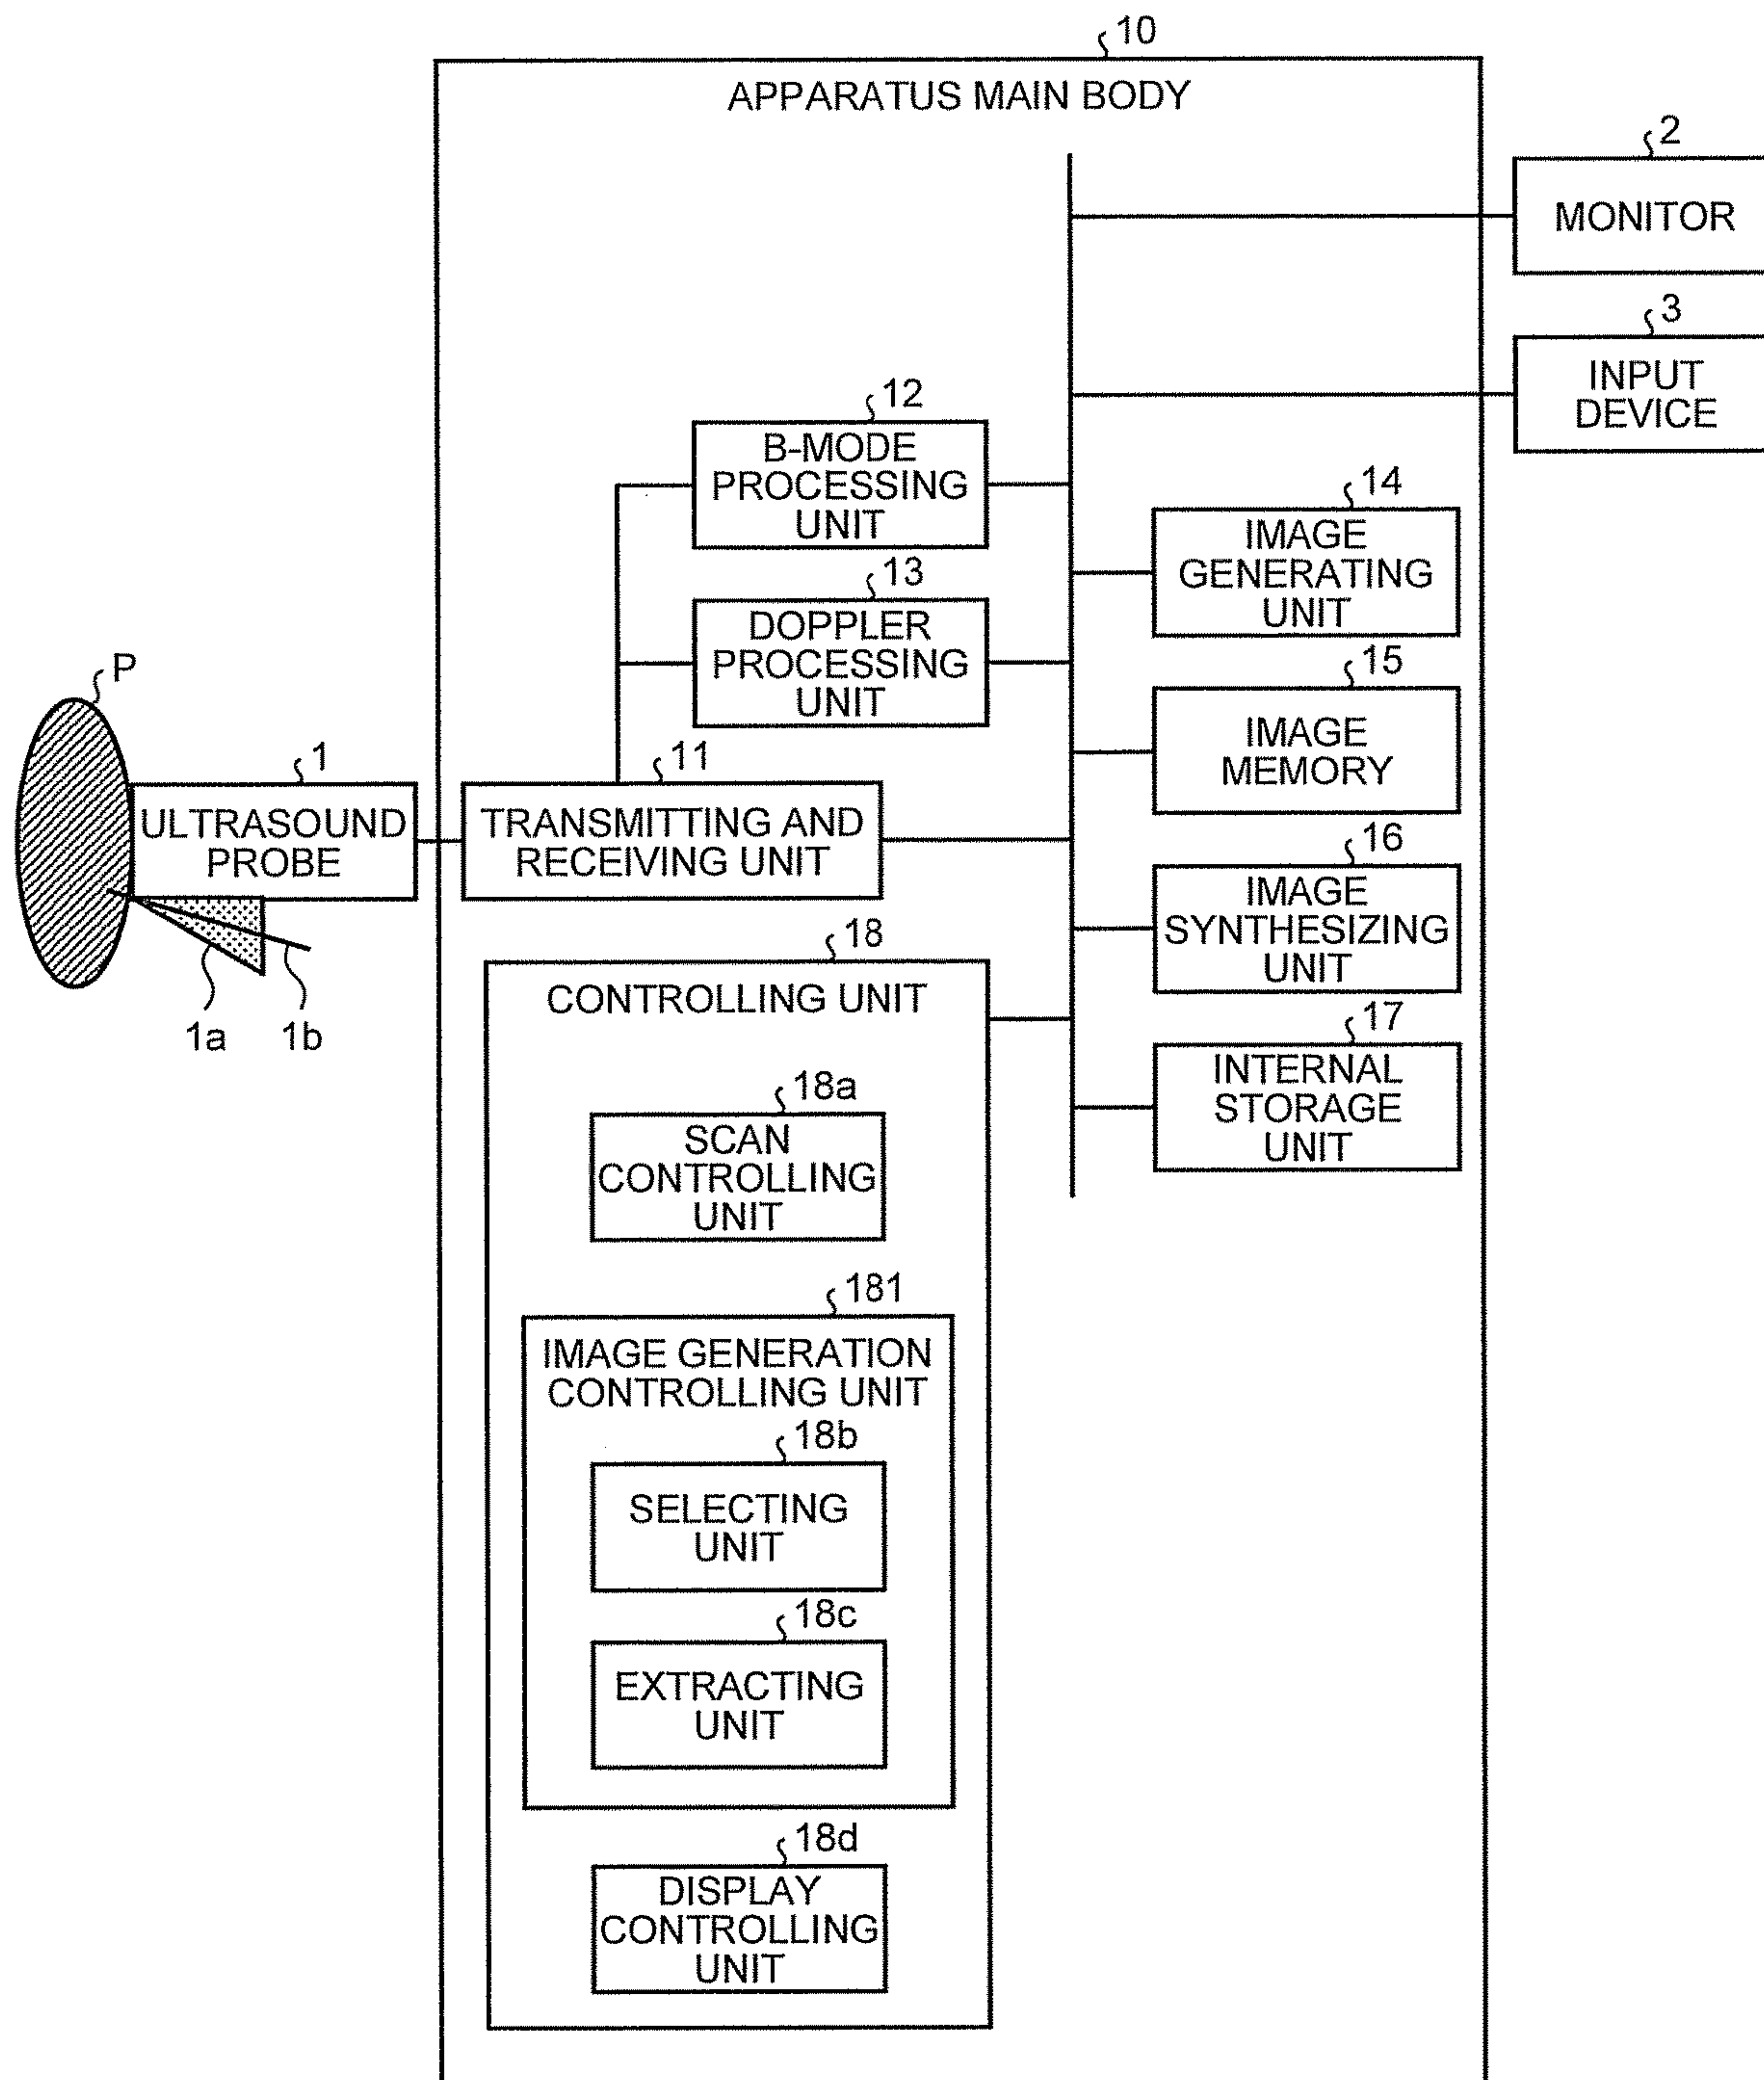 10
APPARATUS MAIN BODY
2
MONITOR
3
INPUT
DEVICE
12
B-MODE
PROCESSING
UNIT
14
IMAGE
GENERATING
UNIT
13
DOPPLER
PROCESSING
UNIT
P
15
IMAGE
MEMORY
1
ULTRASOUND
PROBE
11
TRANSMITTING AND
RECEIVING UNIT
16
IMAGE
SYNTHESIZING
UNIT
1a
1b
18
CONTROLLING UNIT
17
INTERNAL
STORAGE
UNIT
18a
SCAN
CONTROLLING
UNIT
181
IMAGE GENERATION
CONTROLLING UNIT
18b
SELECTING
UNIT
18c
EXTRACTING
UNIT
18d
DISPLAY
CONTROLLING
UNIT